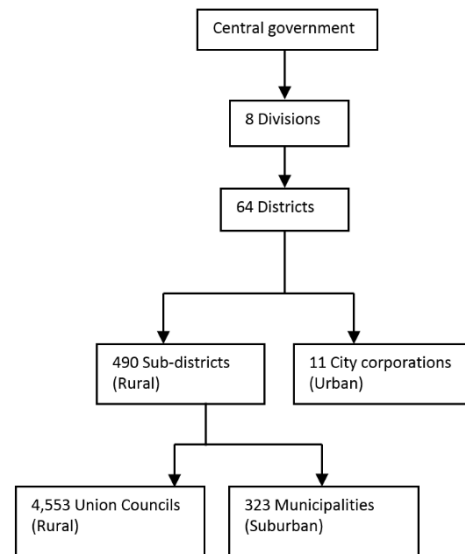 Central government
8 Divisions
64 Districts
490 Sub-districts
(Rural)
11 City corporations
(Urban)
4,553 Union Councils
(Rural)
323 Municipalities
(Suburban)